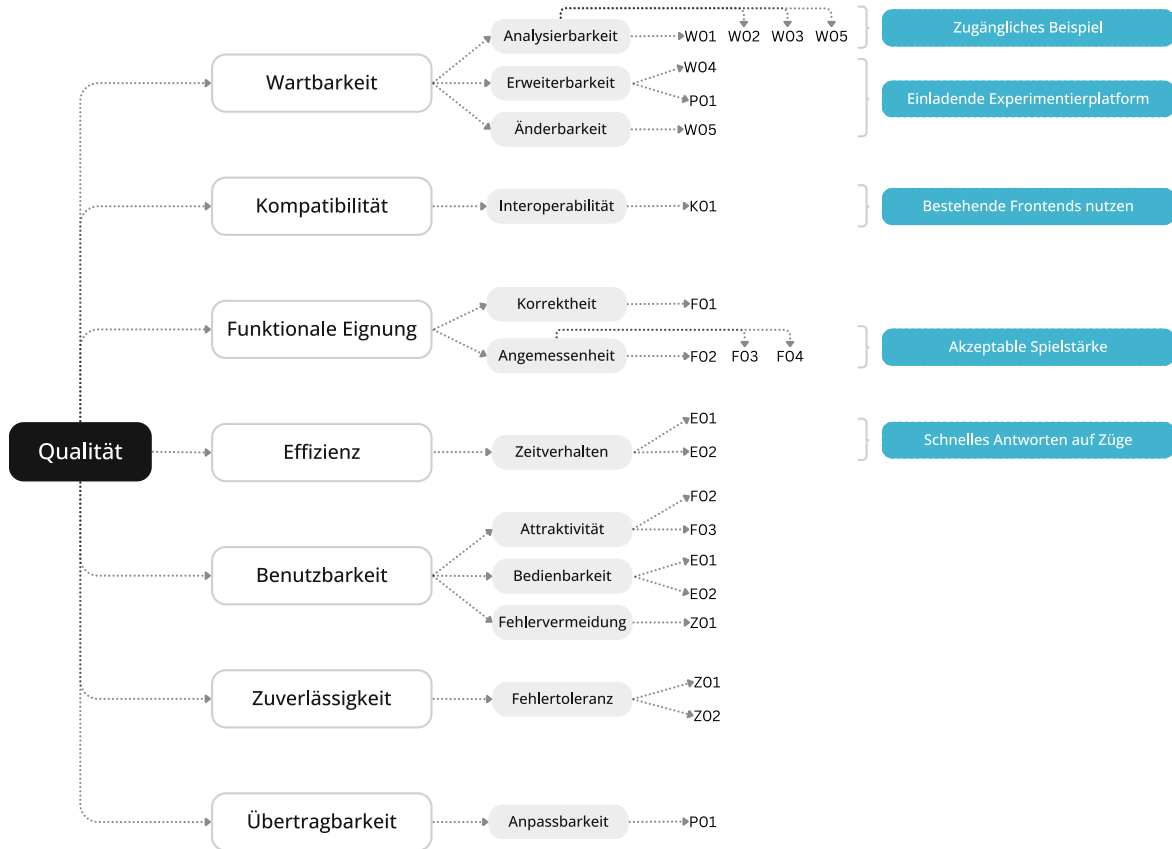 Qualität
Wartbarkeit
Analysierbarkeit
W01 W02 W03 W05
Zugängliches Beispiel
Erweiterbarkeit
W04
P01
Einladende Experimentierplatform
Änderbarkeit
W05
Kompatibilität
Interoperabilität
K01
Bestehende Frontends nutzen
Funktionale Eignung
Korrektheit
F01
Angemessenheit
F02 F03 F04
Akzeptable Spielstärke
Effizienz
Zeitverhalten
E01
E02
Schnelles Antworten auf Züge
Benutzbarkeit
Attraktivität
F02
F03
Bedienbarkeit
E01
E02
Fehlervermeidung
Z01
Zuverlässigkeit
Fehlertoleranz
Z01
Z02
Übertragbarkeit
Anpassbarkeit
P01